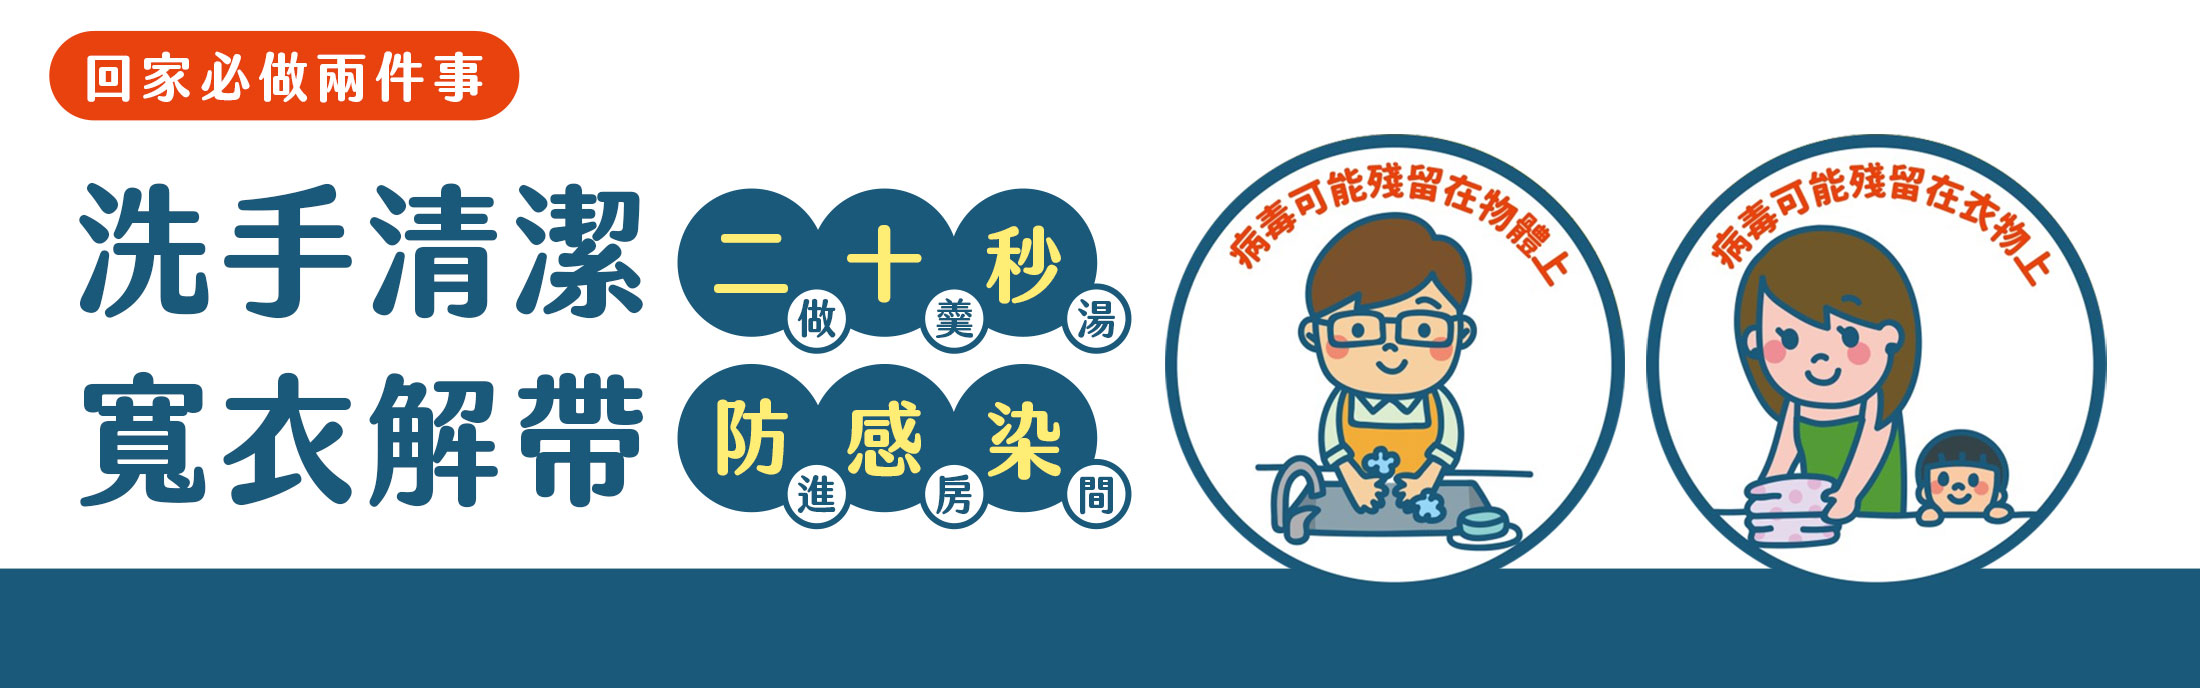 回家必做兩件事
洗手清潔二十秒
做羹湯
寬衣解帶防感染
進房間
病毒可能殘留在物體上
病毒可能殘留在衣物上